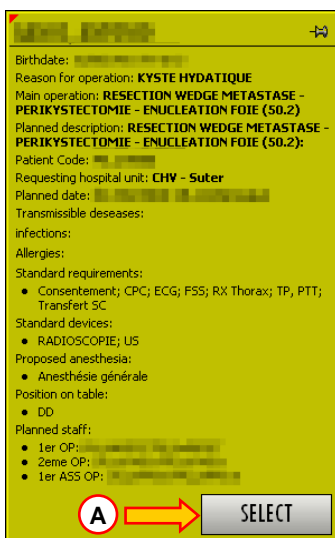 Birthdate:
Reason for operation: KYSTE HYDATIQUE
Main operation: RESECTION WEDGE METASTASE -
PERIKYSTECTOMIE - ENUCLEATION FOIE (50.2)
Planned description: RESECTION WEDGE METASTASE -
PERIKYSTECTOMIE - ENUCLEATION FOIE (50.2):
Patient Code:
Requesting hospital unit: CHV - Suter
Planned date:
Transmissible deseases:
infections:
Allergies:
Standard requirements:
• Consentement; CPC; ECG; FSS; RX Thorax; TP, PTT;
Transfert SC
Standard devices:
• RADIOSCOPIE; US
Proposed anesthesia:
• Anesthésie générale
Position on table:
• DD
Planned staff:
• 1er OP:
• 2eme OP:
• 1er ASS OP:
A SELECT